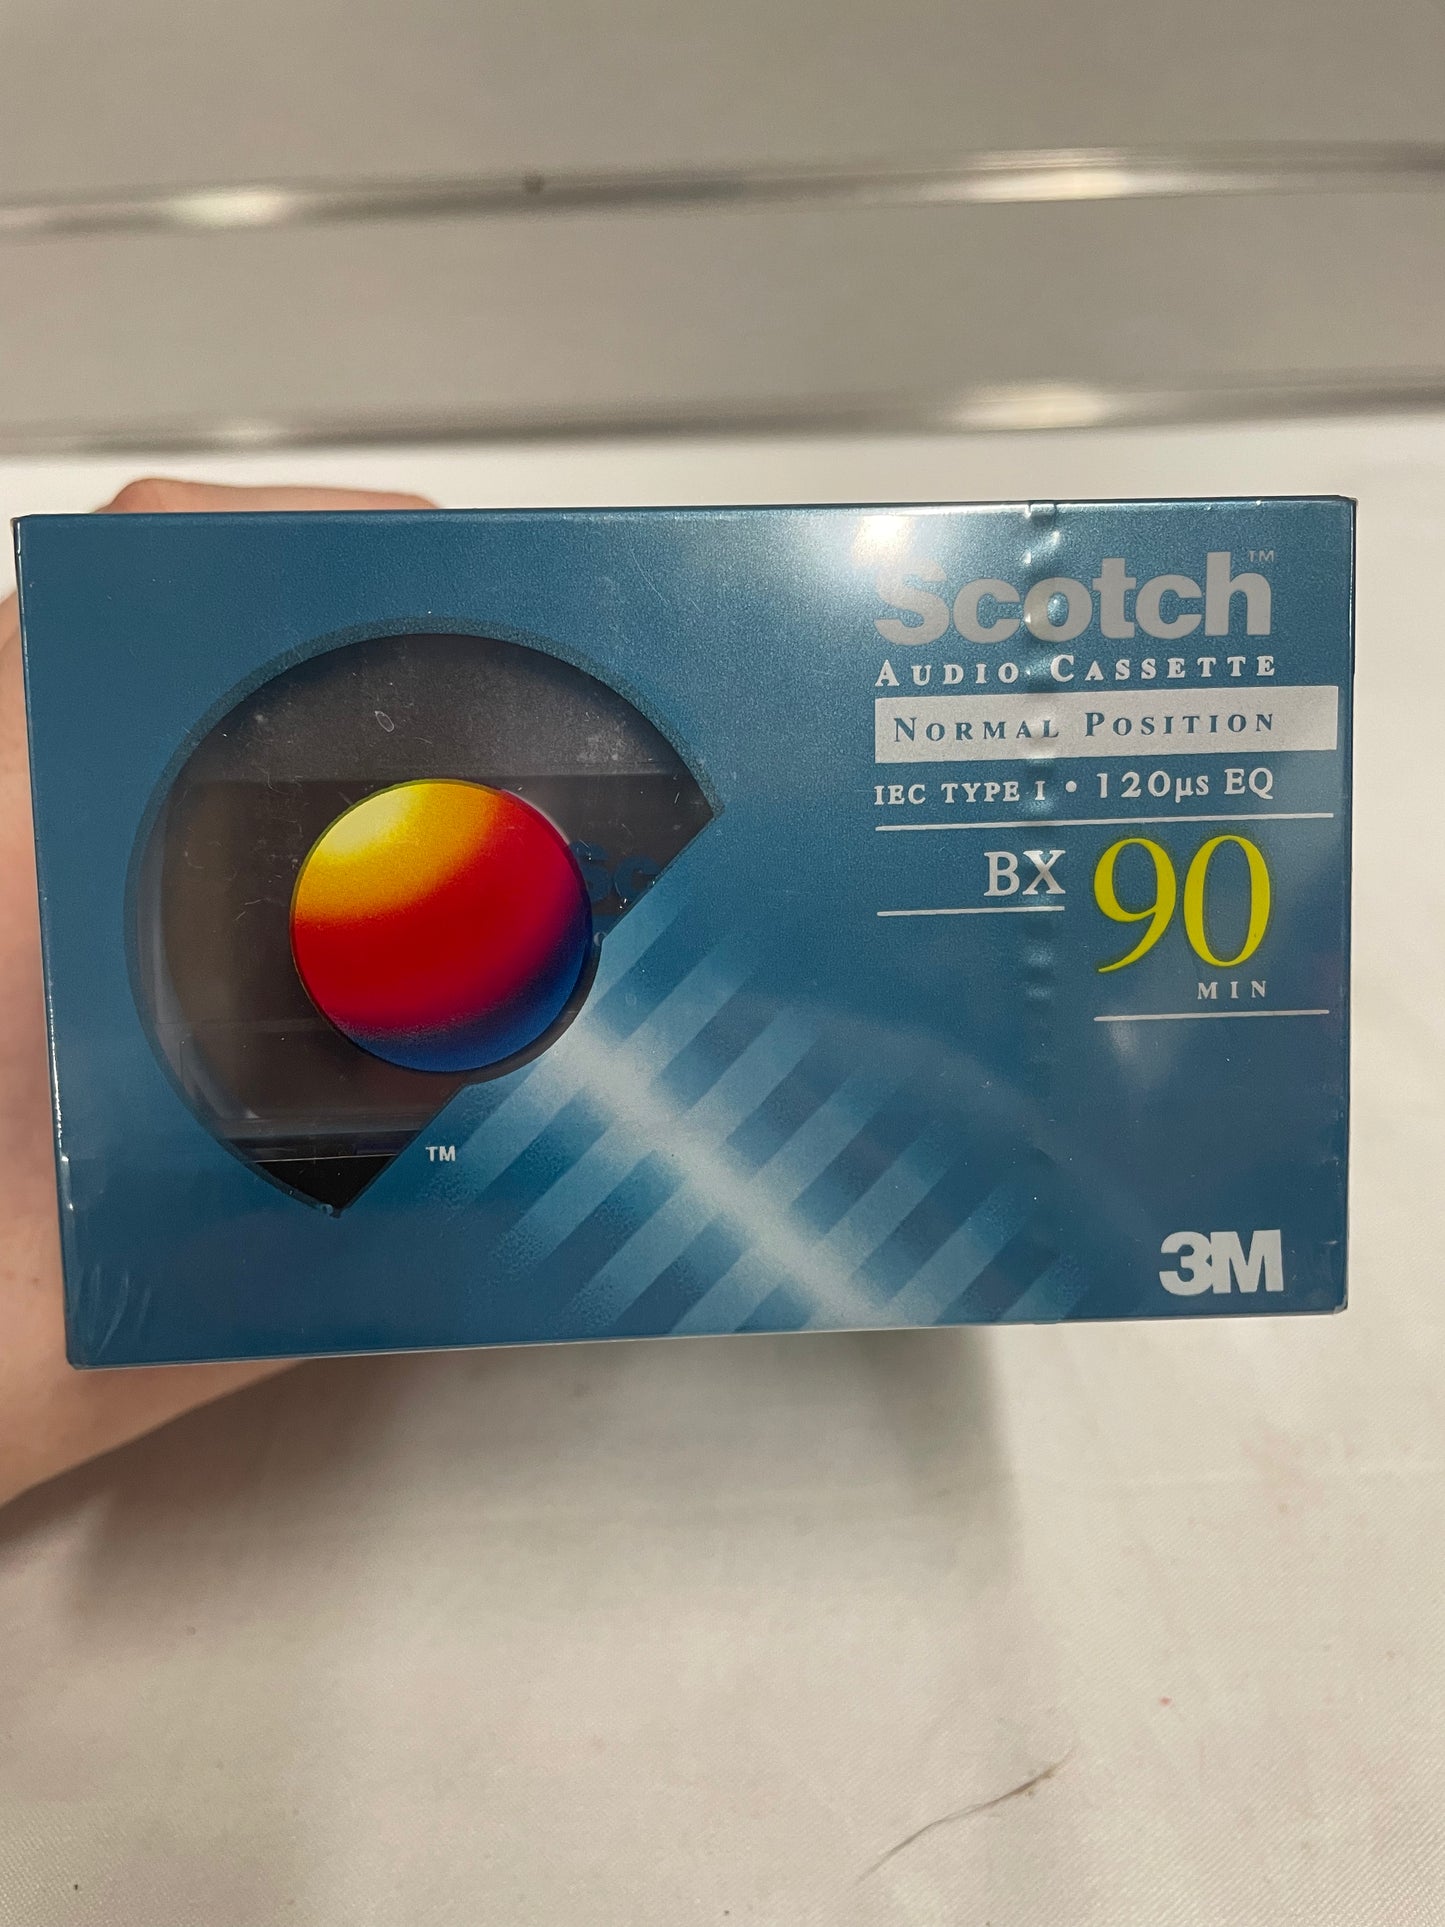 Scotch™
AUDIO CASSETTE
NORMAL POSITION
IEC TYPE I • 120µs EQ
BX 90
MIN
TM
3M